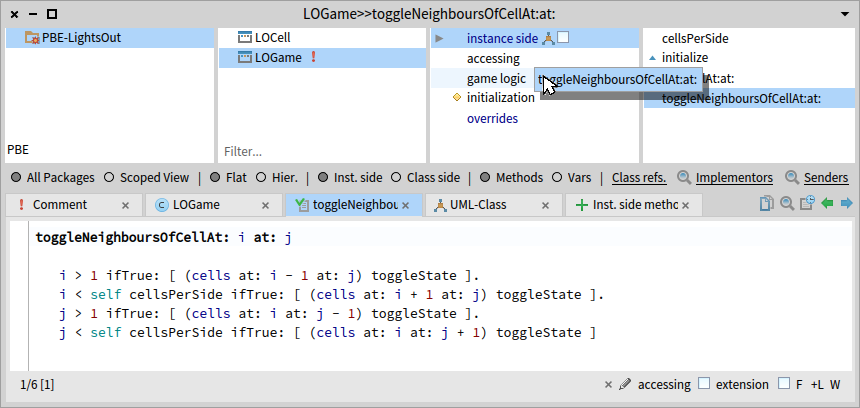 LOGame>>toggleNeighboursOfCellAt:at:
PBE-LightsOut
PBE
LOCell
LOGame
Filter...
instance side
accessing
game logic
initialization
overrides
toggleNeighboursOfCellAt:at:
cellsPerSide
initialize
At:at:
toggleNeighboursOfCellAt:at:
All Packages Scoped View | Flat Hier. | Inst. side Class side | Methods Vars | Class refs. Implementors Senders
Comment × LOGame × toggleNeighbou × UML-Class × Inst. side methc ×
toggleNeighboursOfCellAt: i at: j
i > 1 ifTrue: [ (cells at: i - 1 at: j) toggleState ].
i < self cellsPerSide ifTrue: [ (cells at: i + 1 at: j) toggleState ].
j > 1 ifTrue: [ (cells at: i at: j - 1) toggleState ].
j < self cellsPerSide ifTrue: [ (cells at: i at: j + 1) toggleState ]
1/6 [1] × accessing extension F +L W